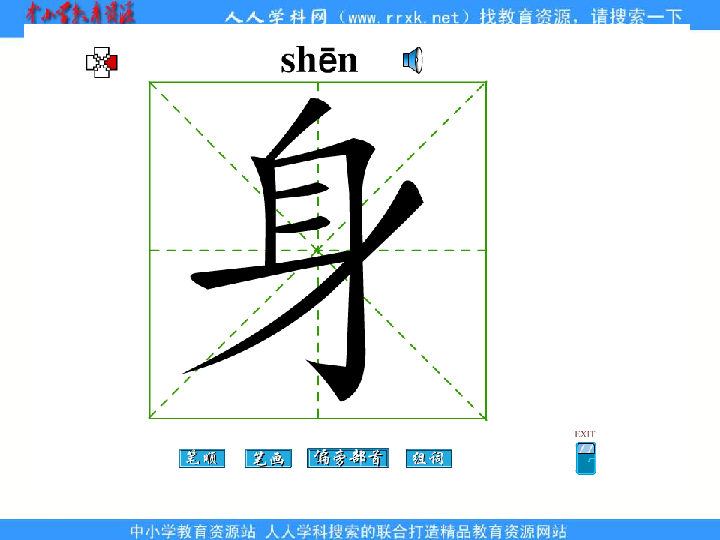 中小学教育资源
人人学科网（www.rrxk.net）找教育资源，请搜索一下
shēn
身
EXIT
笔顺 笔画 偏旁部首 组词
中小学教育资源站 人人学科搜索的联合打造精品教育资源网站